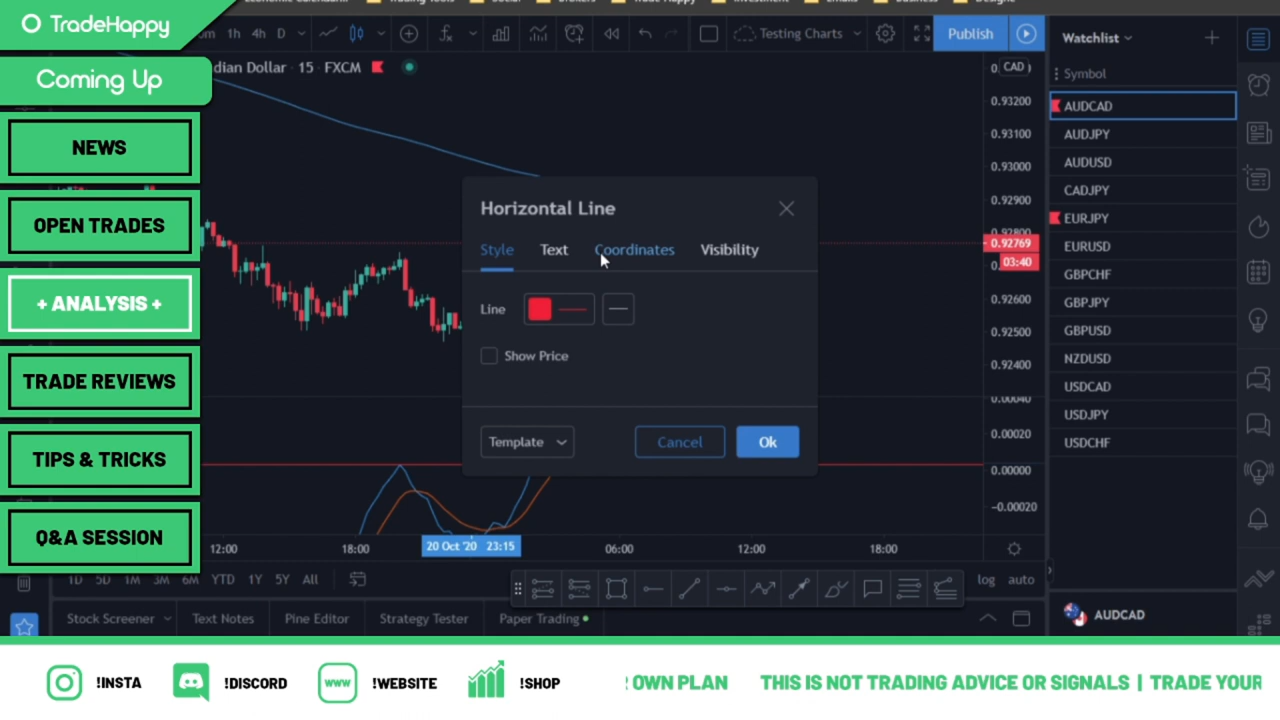 TradeHappy
Coming Up
NEWS
OPEN TRADES
+ ANALYSIS +
TRADE REVIEWS
TIPS & TRICKS
Q&A SESSION
1h 4h D
Testing Charts
Publish
dian Dollar · 15 · FXCM
CAD
0.93200
0.93100
0.93000
0.92900
0.92800
0.92769
03:40
0.92600
0.92500
0.92400
0.00040
0.00020
0.00000
−0.00020
Horizontal Line
Style Text Coordinates Visibility
Line
Show Price
Template
Cancel
Ok
12:00 18:00 20 Oct '20 23:15 06:00 12:00 18:00
1D 5D 1M 3M 6M YTD 1Y 5Y All
log auto
Stock Screener Text Notes Pine Editor Strategy Tester Paper Trading
Watchlist
Symbol
AUDCAD
AUDJPY
AUDUSD
CADJPY
EURJPY
EURUSD
GBPCHF
GBPJPY
GBPUSD
NZDUSD
USDCAD
USDJPY
USDCHF
AUDCAD
!INSTA
!DISCORD
WWW
!WEBSITE
!SHOP
OWN PLAN THIS IS NOT TRADING ADVICE OR SIGNALS | TRADE YOUR